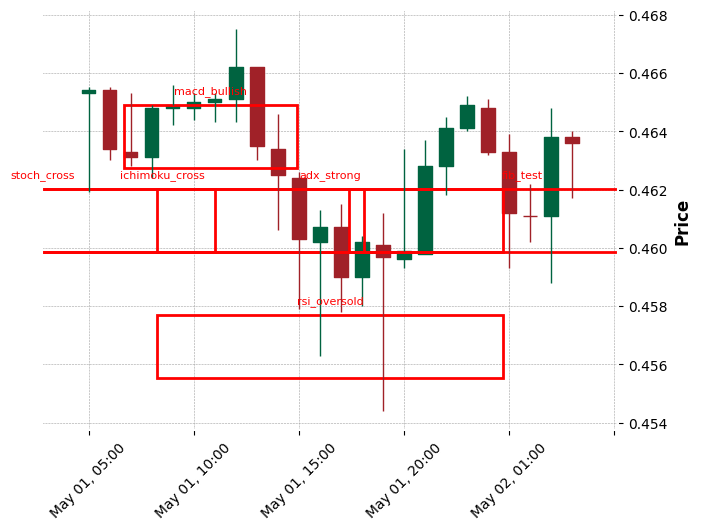 0.468
0.466
macd_bullish
0.464
stoch_cross ichimoku_cross adx_strong _test
0.462
Price
0.460
rsi_oversold
0.458
0.456
0.454
May 01, 05:00
May 01, 10:00
May 01, 15:00
May 01, 20:00
May 02, 01:00